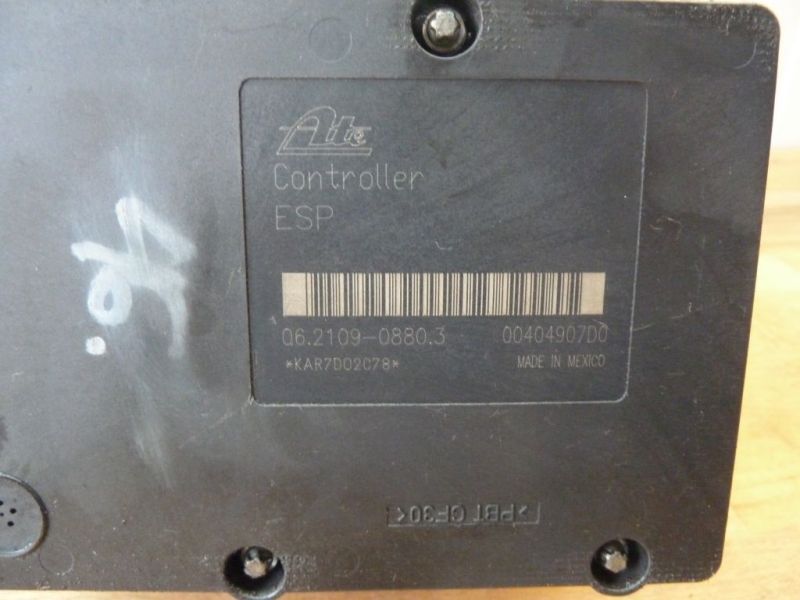 Ate
Controller
ESP
06.2109-0880.3 00404907D0
*KAR7D02C78*
MADE IN MEXICO
>PBT GF30<